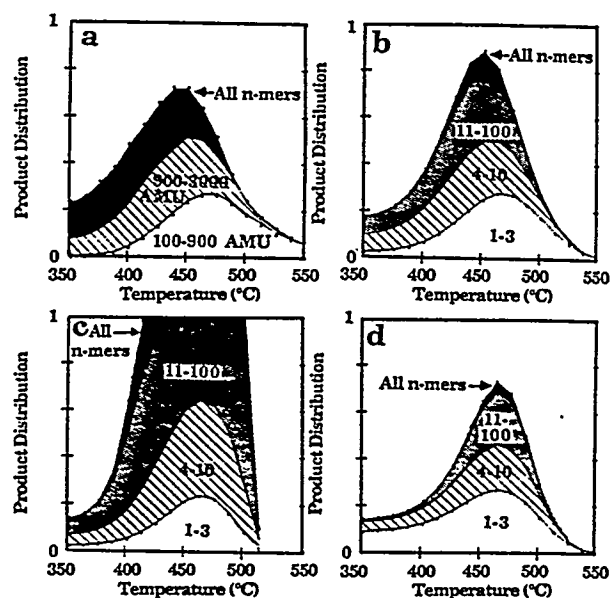 a
Product Distribution
1
0
All n-mers
900-3000
AMU
100-900 AMU
350 400 450 500 550
Temperature (°C)
b
Product Distribution
1
0
All n-mers
11-100
4-10
1-3
350 400 450 500 550
Temperature (°C)
c
Product Distribution
1
0
All
n-mers
11-100
4-10
1-3
350 400 450 500 550
Temperature (°C)
d
Product Distribution
1
0
All n-mers
11-
100
4-10
1-3
350 400 450 500 550
Temperature (°C)